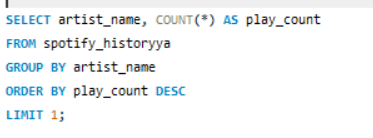 SELECT artist_name, COUNT(*) AS play_count
FROM spotify_historyya
GROUP BY artist_name
ORDER BY play_count DESC
LIMIT 1;